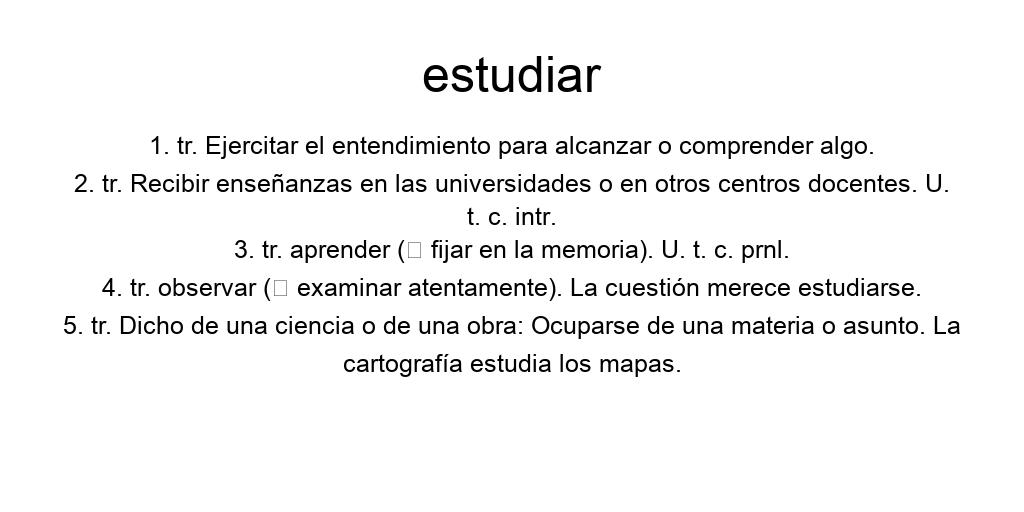 estudiar
1. tr. Ejercitar el entendimiento para alcanzar o comprender algo.
2. tr. Recibir enseñanzas en las universidades o en otros centros docentes. U.
t. c. intr.
3. tr. aprender (□ fijar en la memoria). U. t. c. prnl.
4. tr. observar (□ examinar atentamente). La cuestión merece estudiarse.
5. tr. Dicho de una ciencia o de una obra: Ocuparse de una materia o asunto. La
cartografía estudia los mapas.